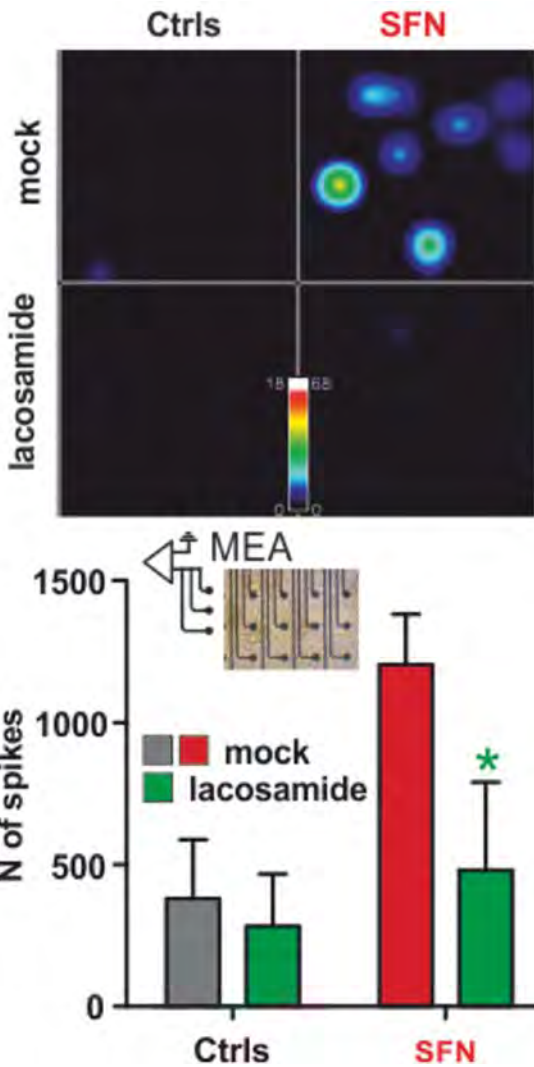 Ctrls SFN
mock
lacosamide
18 68
0 0
MEA
N of spikes
1500
1000
500
0
mock
lacosamide
*
Ctrls SFN